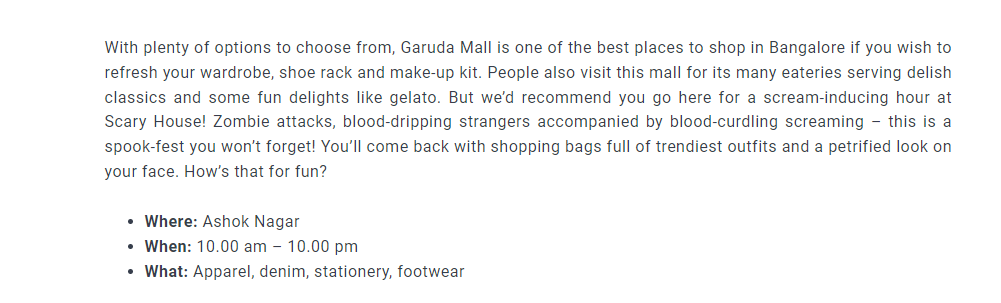 With plenty of options to choose from, Garuda Mall is one of the best places to shop in Bangalore if you wish to
refresh your wardrobe, shoe rack and make-up kit. People also visit this mall for its many eateries serving delish
classics and some fun delights like gelato. But we’d recommend you go here for a scream-inducing hour at
Scary House! Zombie attacks, blood-dripping strangers accompanied by blood-curdling screaming – this is a
spook-fest you won’t forget! You’ll come back with shopping bags full of trendiest outfits and a petrified look on
your face. How’s that for fun?
• Where: Ashok Nagar
• When: 10.00 am – 10.00 pm
• What: Apparel, denim, stationery, footwear